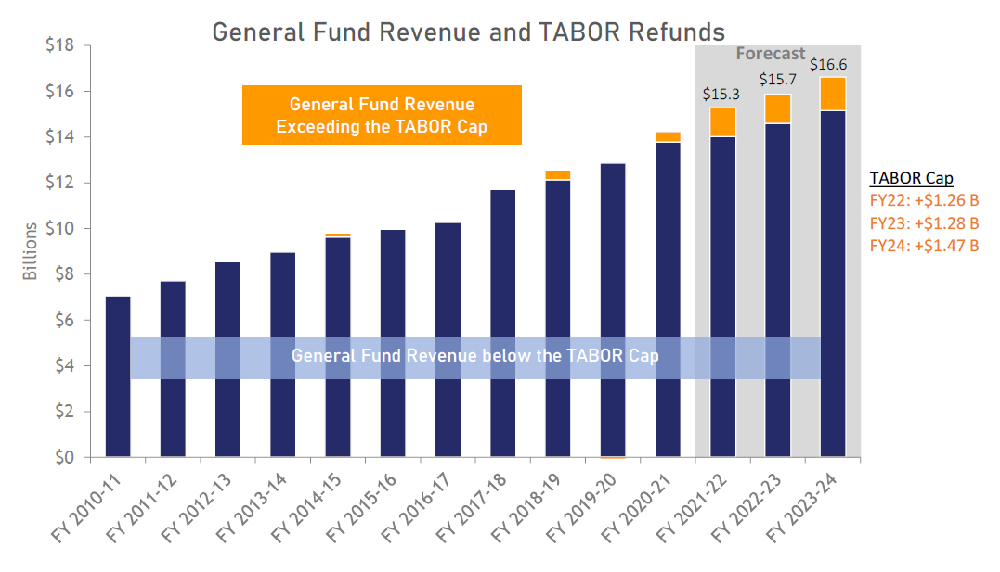 General Fund Revenue and TABOR Refunds
Forecast
General Fund Revenue
Exceeding the TABOR Cap
$15.3
$15.7
$16.6
$18
$16
$14
$12
$10
$8
$6
$4
$2
$0
Billions
General Fund Revenue below the TABOR Cap
TABOR Cap
FY22: +$1.26 B
FY23: +$1.28 B
FY24: +$1.47 B
FY 2010-11
FY 2011-12
FY 2012-13
FY 2013-14
FY 2014-15
FY 2015-16
FY 2016-17
FY 2017-18
FY 2018-19
FY 2019-20
FY 2020-21
FY 2021-22
FY 2022-23
FY 2023-24